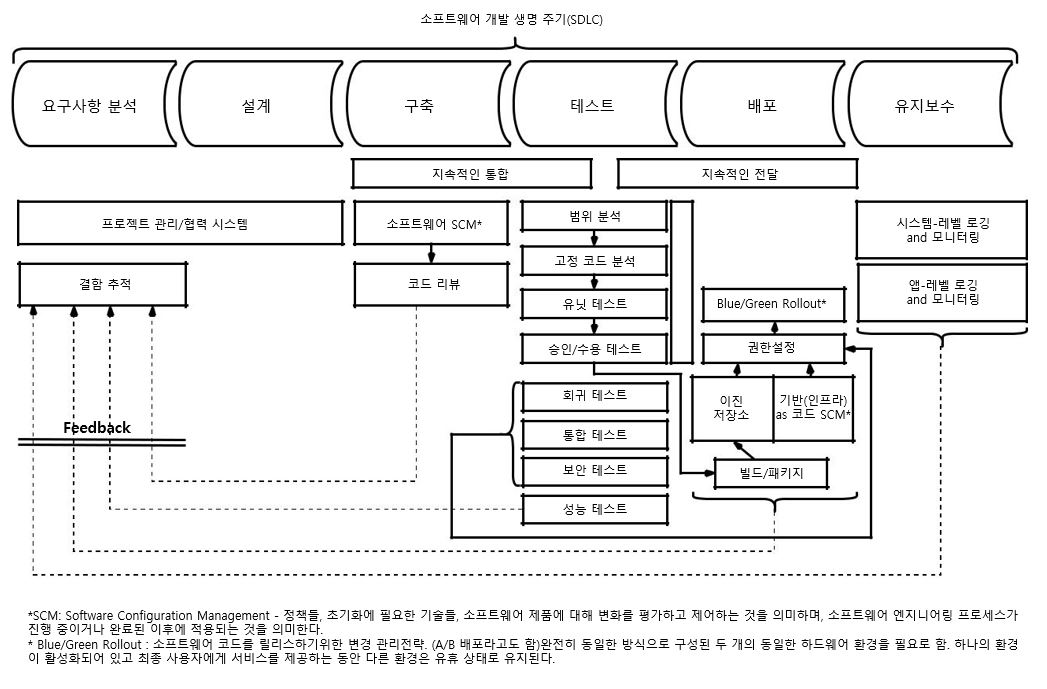 소프트웨어 개발 생명 주기(SDLC)
요구사항 분석
설계
구축
테스트
배포
유지보수
지속적인 통합
지속적인 전달
프로젝트 관리/협력 시스템
소프트웨어 SCM*
범위 분석
시스템-레벨 로깅
and 모니터링
고정 코드 분석
결함 추적
코드 리뷰
앱-레벨 로깅
and 모니터링
유닛 테스트
Blue/Green Rollout*
승인/수용 테스트
권한설정
회귀 테스트
이진
저장소
기반(인프라)
as 코드 SCM*
Feedback
통합 테스트
보안 테스트
빌드/패키지
성능 테스트
*SCM: Software Configuration Management - 정책들, 초기화에 필요한 기술들, 소프트웨어 제품에 대해 변화를 평가하고 제어하는 것을 의미하며, 소프트웨어 엔지니어링 프로세스가
진행 중이거나 완료된 이후에 적용되는 것을 의미한다.
* Blue/Green Rollout : 소프트웨어 코드를 릴리스하기위한 변경 관리전략. (A/B 배포라고도 함)완전히 동일한 방식으로 구성된 두 개의 동일한 하드웨어 환경을 필요로 함. 하나의 환경
이 활성화되어 있고 최종 사용자에게 서비스를 제공하는 동안 다른 환경은 유휴 상태로 유지된다.